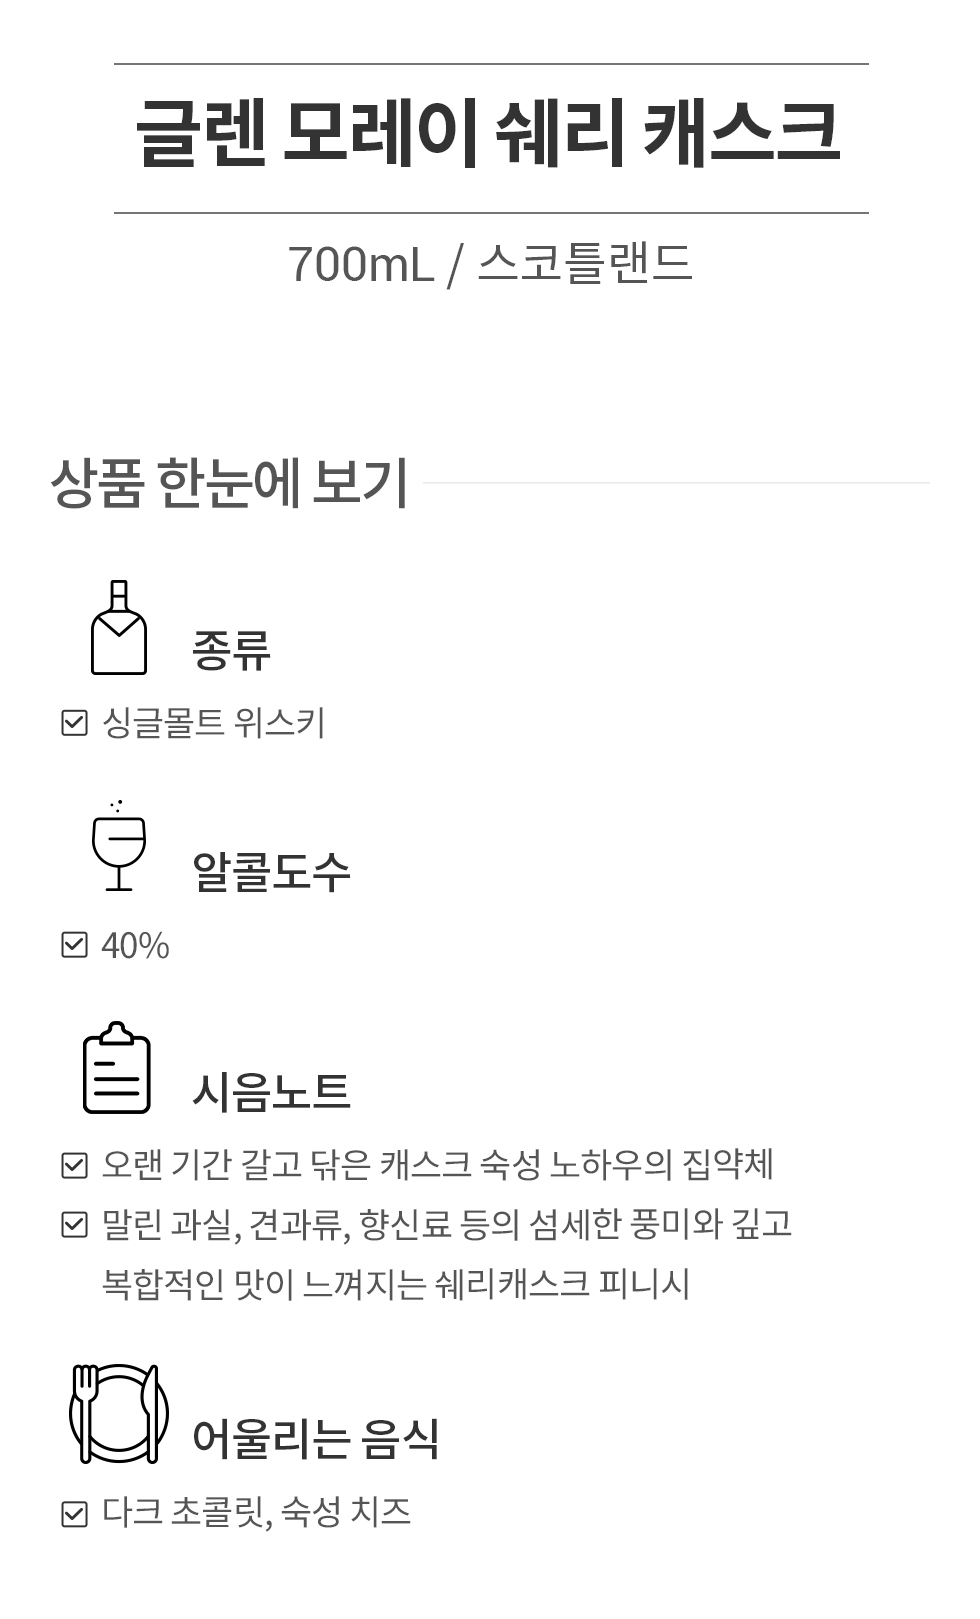 글렌 모레이 쉐리 캐스크
700mL / 스코틀랜드
상품 한눈에 보기
종류
싱글몰트 위스키
알콜도수
40%
시음노트
오랜 기간 갈고 닦은 캐스크 숙성 노하우의 집약체
말린 과실, 견과류, 향신료 등의 섬세한 풍미와 깊고
복합적인 맛이 느껴지는 쉐리캐스크 피니시
어울리는 음식
다크 초콜릿, 숙성 치즈